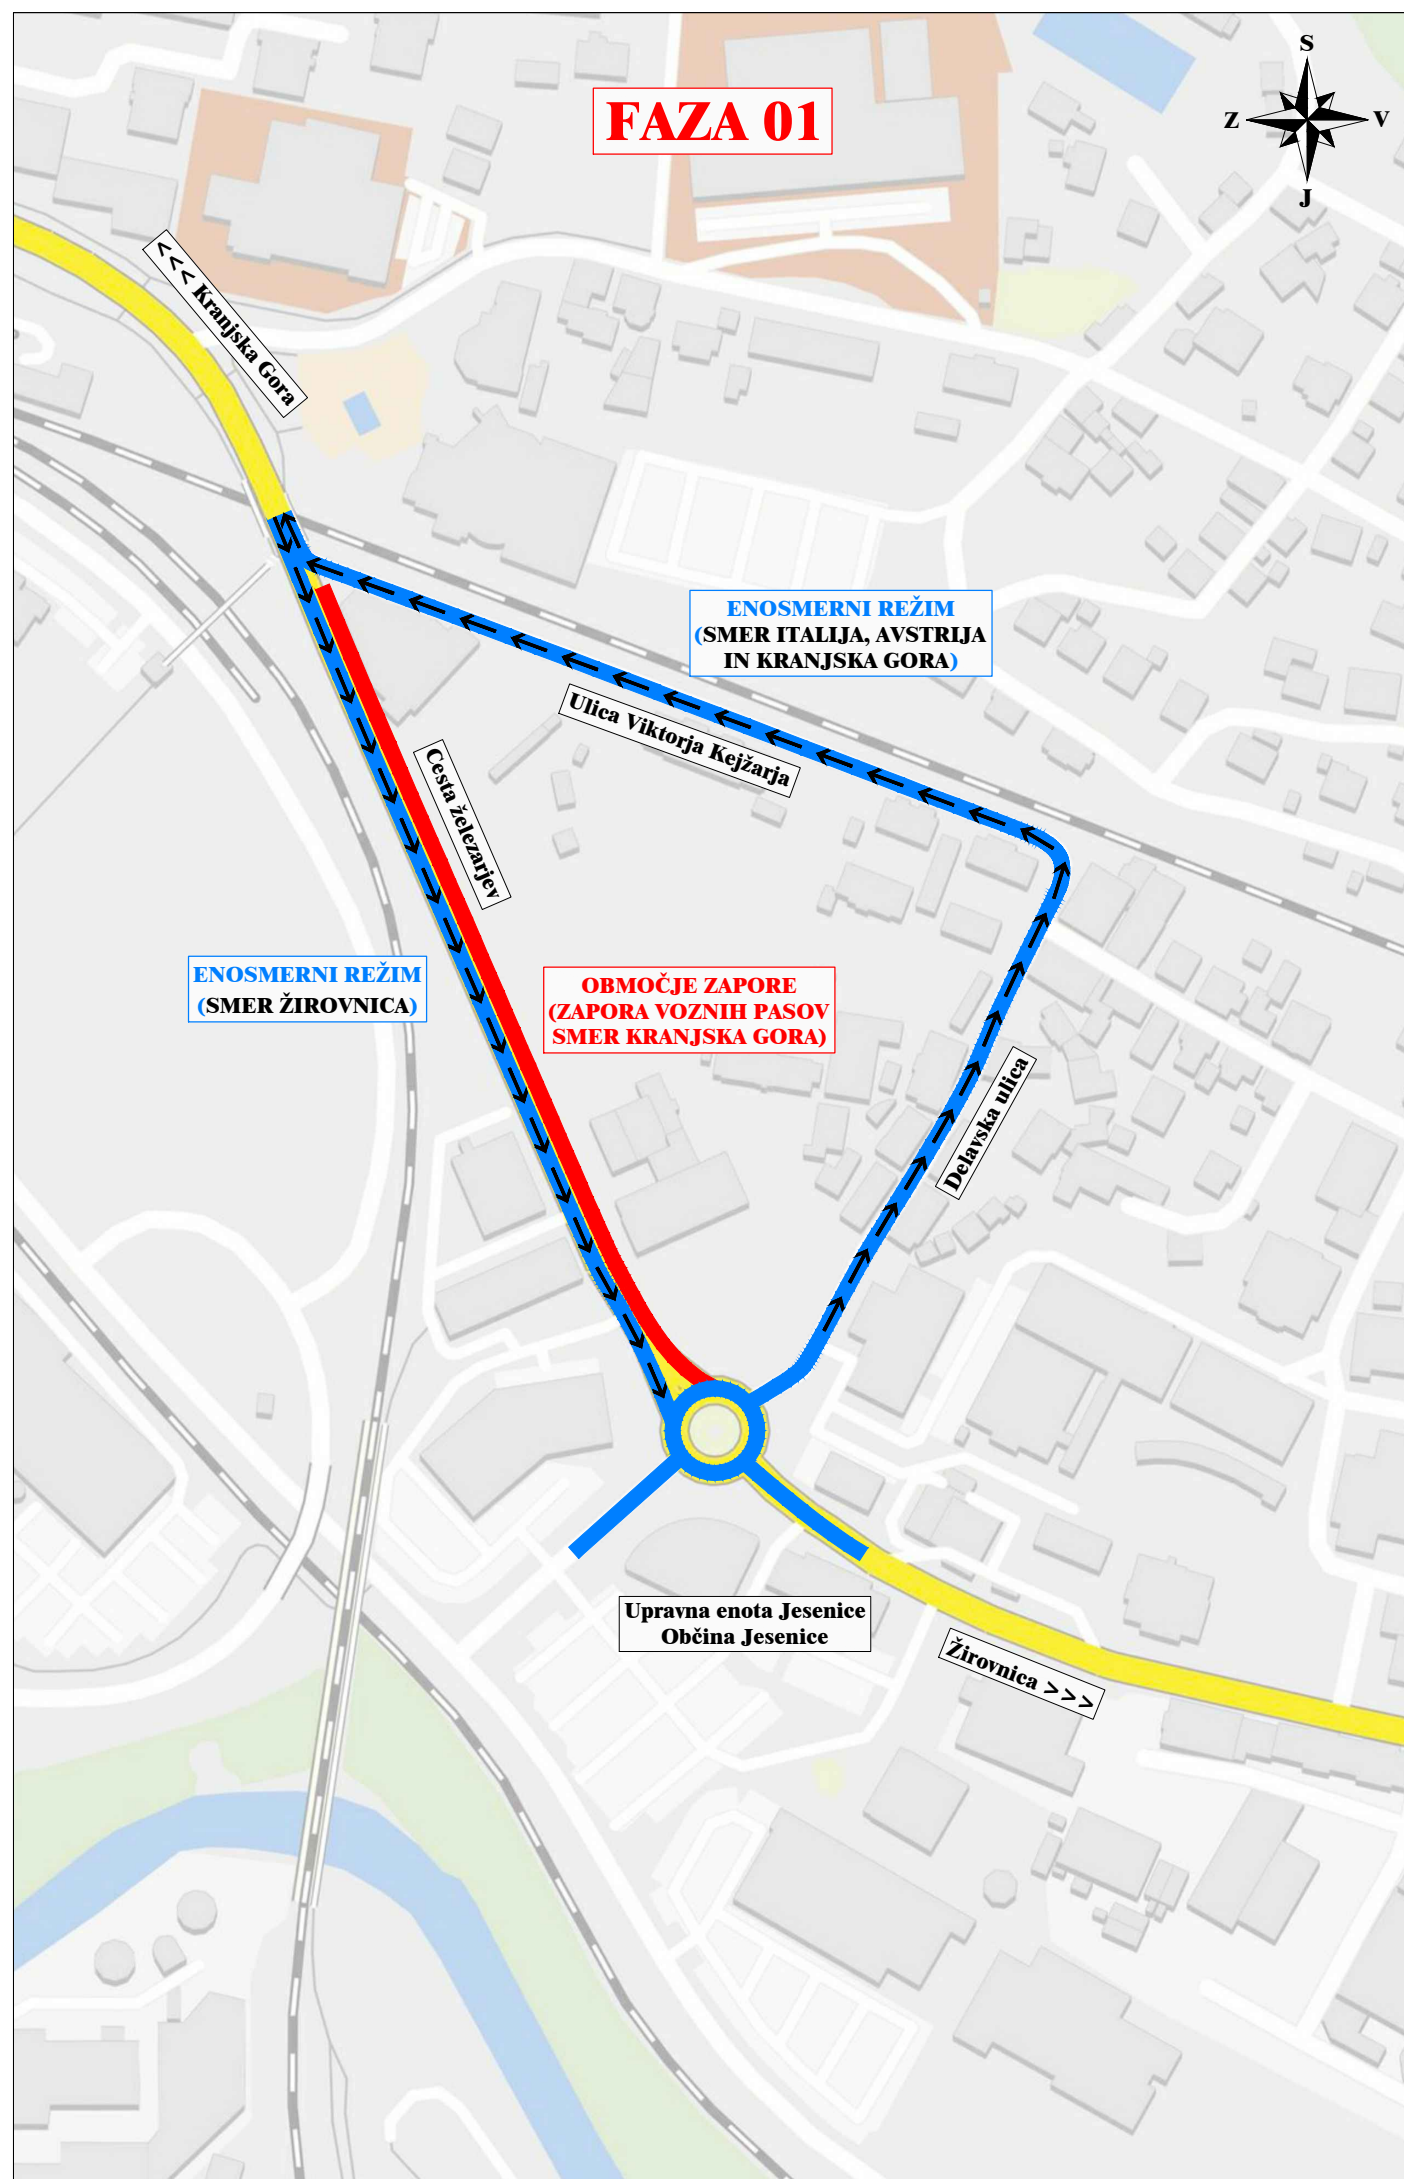 FAZA 01
S
Z
V
J
<<< Kranjska Gora
ENOSMERNI REŽIM
(SMER ITALIJA, AVSTRIJA
IN KRANJSKA GORA)
Ulica Viktorja Kejžarja
Cesta železarjev
ENOSMERNI REŽIM
(SMER ŽIROVNICA)
OBMOČJE ZAPORE
(ZAPORA VOZNIH PASOV
SMER KRANJSKA GORA)
Delavska ulica
Upravna enota Jesenice
Občina Jesenice
Žirovnica >>>